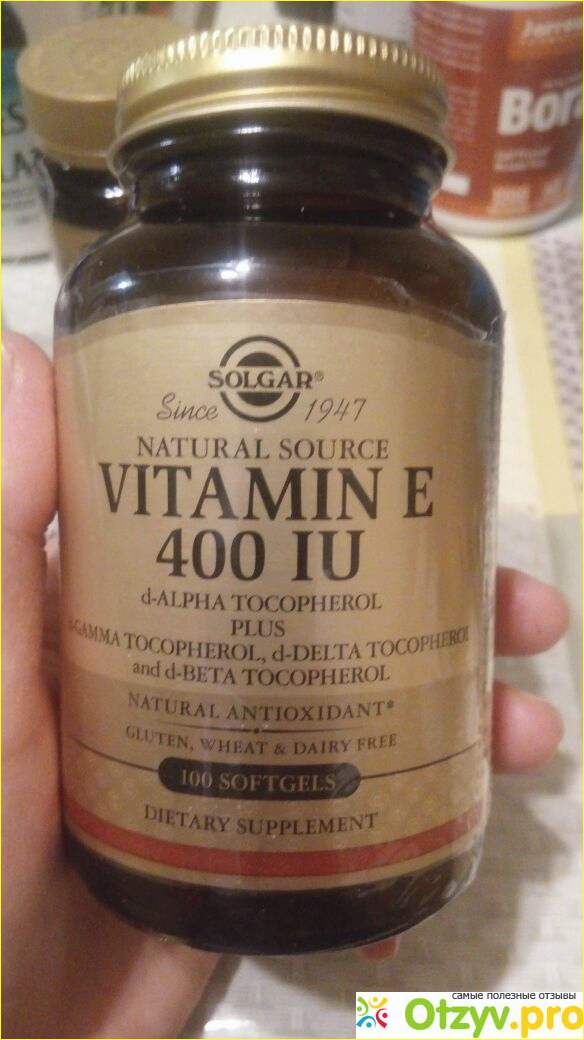 SOLGAR®
Since 1947
NATURAL SOURCE
VITAMIN E
400 IU
d-ALPHA TOCOPHEROL
PLUS
d-GAMMA TOCOPHEROL, d-DELTA TOCOPHEROL
and d-BETA TOCOPHEROL
NATURAL ANTIOXIDANT*
GLUTEN, WHEAT & DAIRY FREE
100 SOFTGELS
DIETARY SUPPLEMENT
Bor
самые полезные отзывы
Otzyv.pro